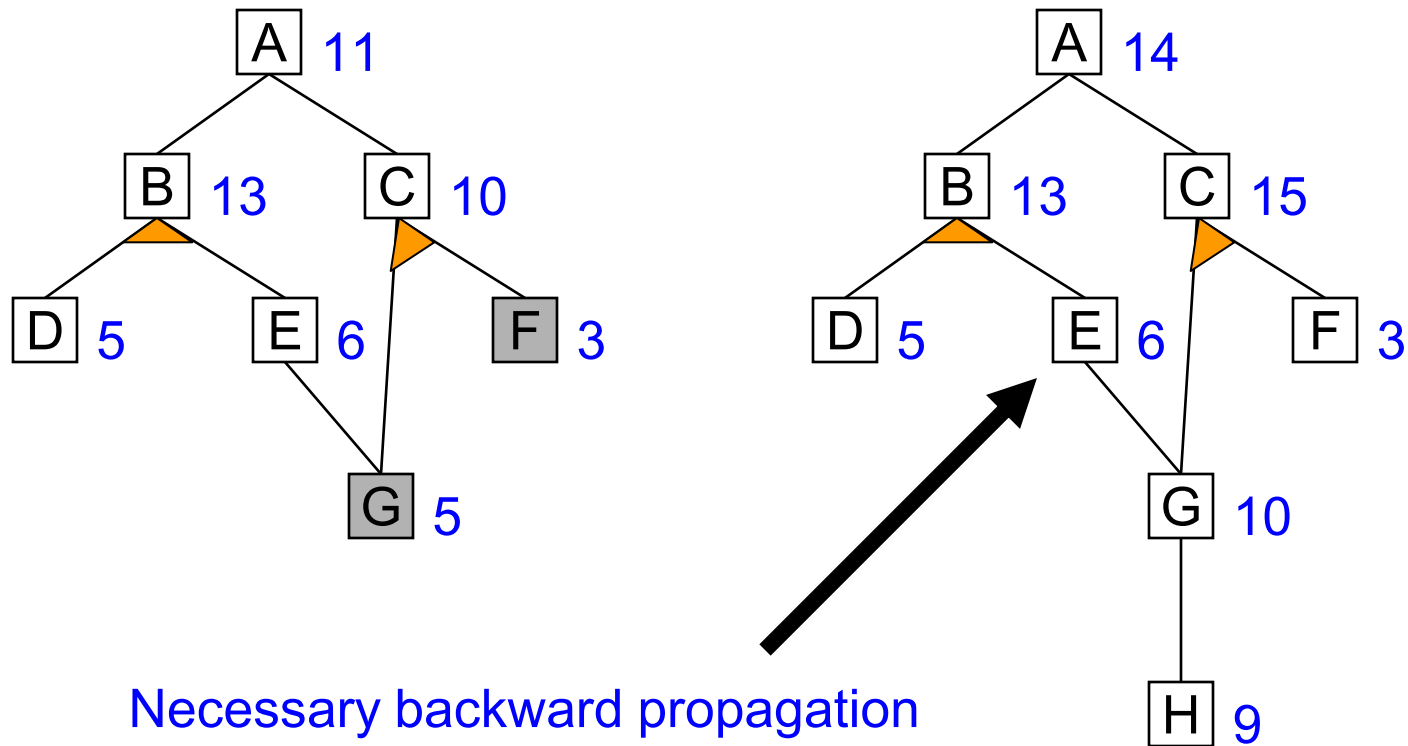 A 11 A 14
B 13 C 10 B 13 C 15
D 5 E 6 F 3 D 5 E 6 F 3
G 5 G 10
Necessary backward propagation H 9